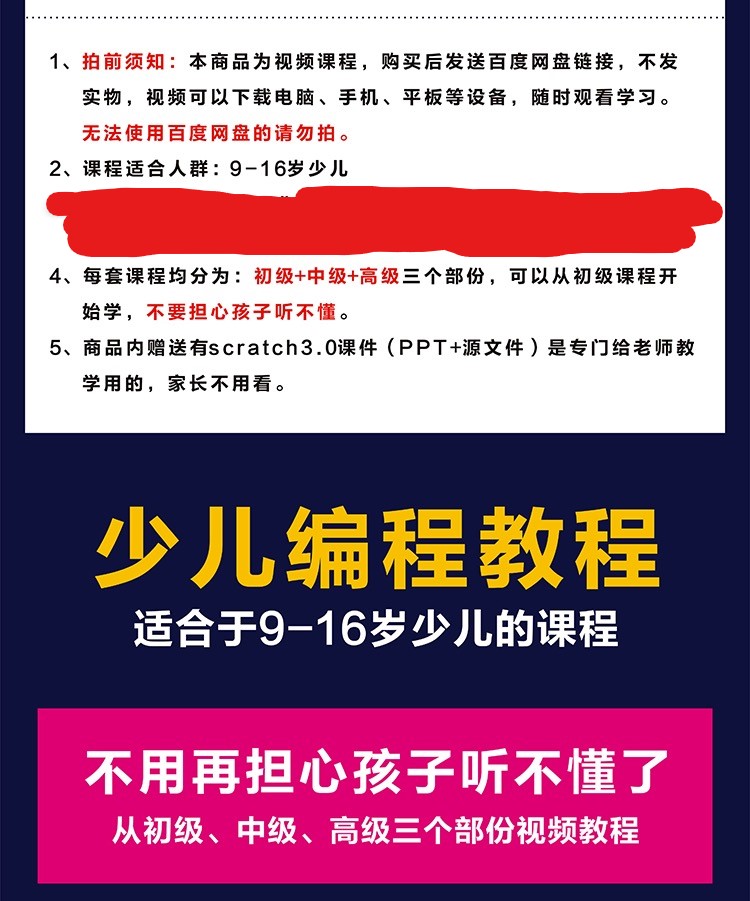 1、拍前须知：本商品为视频课程，购买后发送百度网盘链接，不发
实物，视频可以下载电脑、手机、平板等设备，随时观看学习。
无法使用百度网盘的请勿拍。
2、课程适合人群：9-16岁少儿
4、每套课程均分为：初级+中级+高级三个部份，可以从初级课程开
始学，不要担心孩子听不懂。
5、商品内赠送有scratch3.0课件（PPT+源文件）是专门给老师教
学用的，家长不用看。
少儿编程教程
适合于9-16岁少儿的课程
不用再担心孩子听不懂了
从初级、中级、高级三个部份视频教程